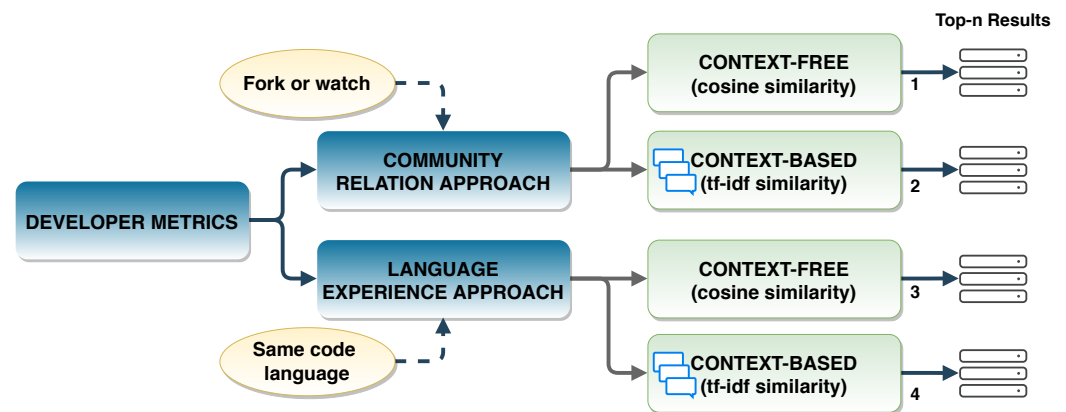 Top-n Results
Fork or watch
CONTEXT-FREE
(cosine similarity)
1
COMMUNITY
RELATION APPROACH
CONTEXT-BASED
(tf-idf similarity)
2
DEVELOPER METRICS
LANGUAGE
EXPERIENCE APPROACH
CONTEXT-FREE
(cosine similarity)
3
Same code
language
CONTEXT-BASED
(tf-idf similarity)
4